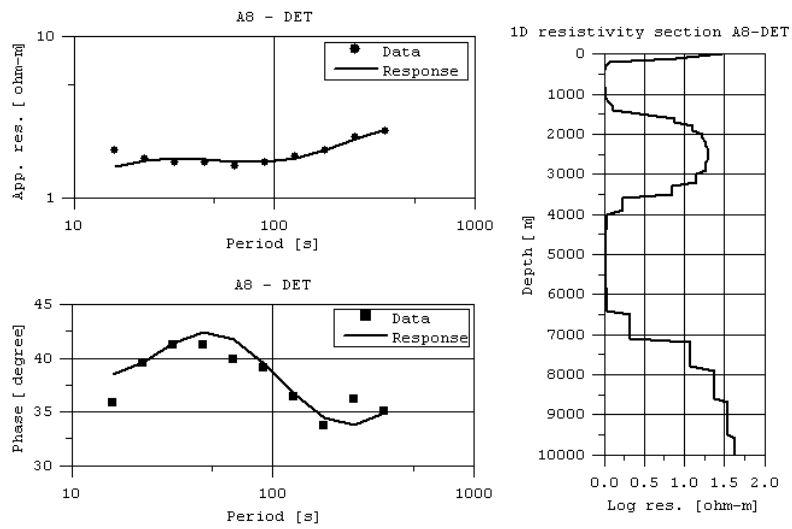 A8 - DET
10
App. res.[ ohm-m]
Data
Response
1
10
100
1000
Period [s]
A8 - DET
45
Phase[ degree]
Data
Response
40
35
30
10
100
1000
Period [s]
1D resistivity section A8-DET
0
1000
2000
3000
4000
Depth[ m]
5000
6000
7000
8000
9000
10000
0.0
0.5
1.0
1.5
2.0
Log res. [ohm-m]